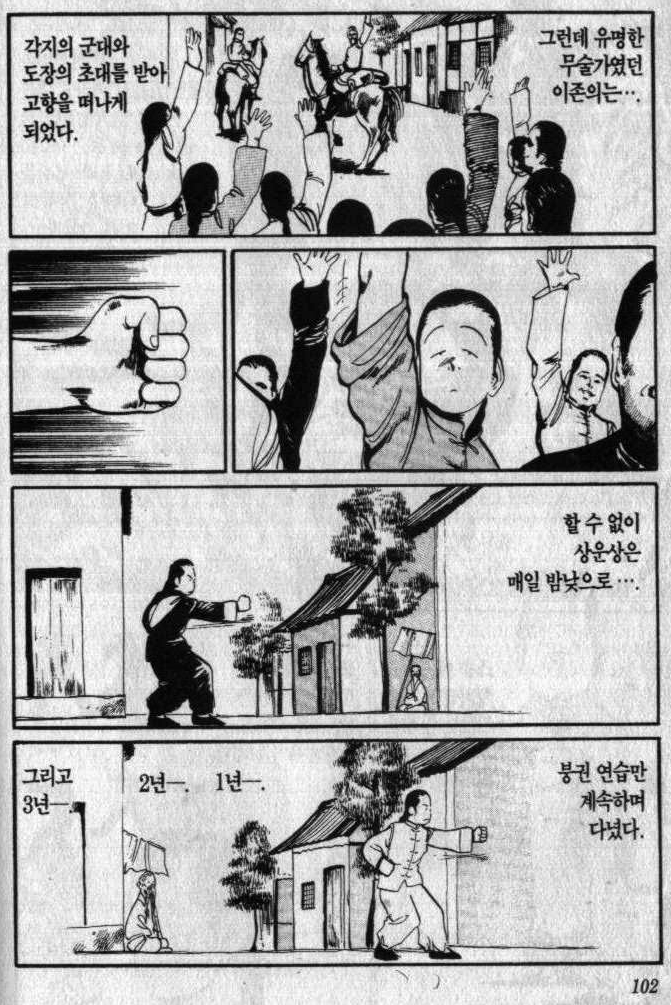 그런데 유명한
무술가였던
이존의는….
각지의 군대와
도장의 초대를 받아
고향을 떠나게
되었다.
할 수 없이
상운상은
매일 밤낮으로….
붕권 연습만
계속하며
다녔다.
1년—.
2년—.
그리고
3년—.
102